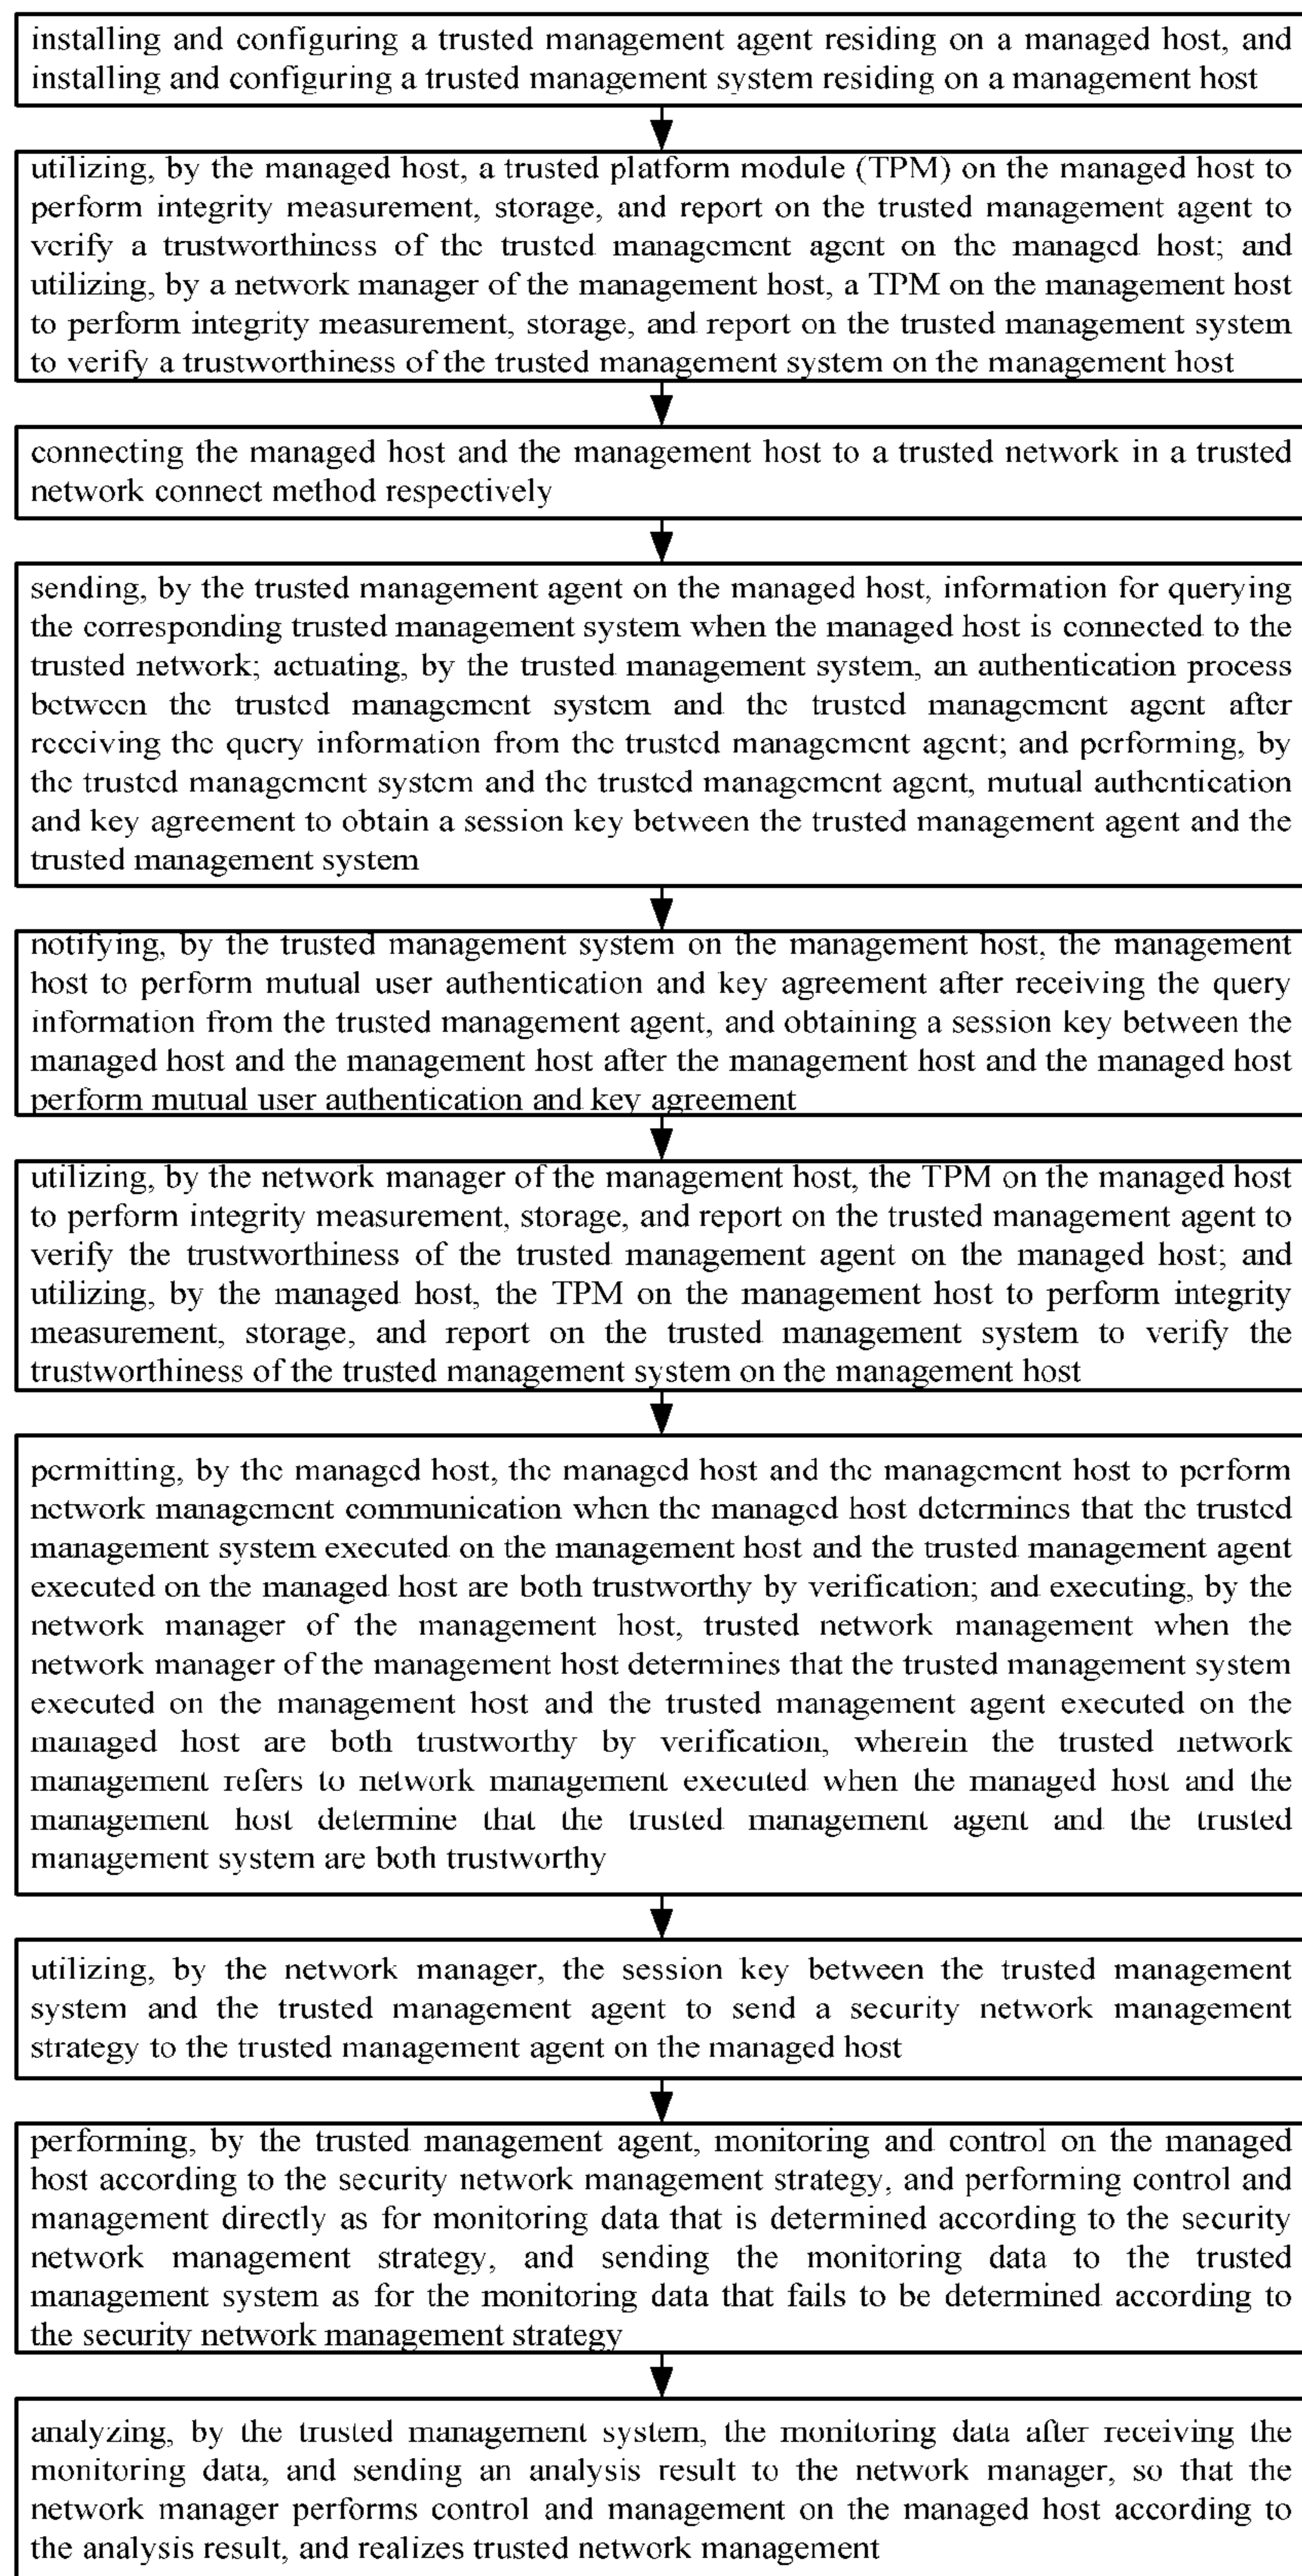 installing and configuring a trusted management agent residing on a managed host, and
installing and configuring a trusted management system residing on a management host
utilizing, by the managed host, a trusted platform module (TPM) on the managed host to
perform integrity measurement, storage, and report on the trusted management agent to
verify a trustworthiness of the trusted management agent on the managed host; and
utilizing, by a network manager of the management host, a TPM on the management host
to perform integrity measurement, storage, and report on the trusted management system
to verify a trustworthiness of the trusted management system on the management host
connecting the managed host and the management host to a trusted network in a trusted
network connect method respectively
sending, by the trusted management agent on the managed host, information for querying
the corresponding trusted management system when the managed host is connected to the
trusted network; actuating, by the trusted management system, an authentication process
between the trusted management system and the trusted management agent after
receiving the query information from the trusted management agent; and performing, by
the trusted management system and the trusted management agent, mutual authentication
and key agreement to obtain a session key between the trusted management agent and the
trusted management system
notifying, by the trusted management system on the management host, the management
host to perform mutual user authentication and key agreement after receiving the query
information from the trusted management agent, and obtaining a session key between the
managed host and the management host after the management host and the managed host
perform mutual user authentication and key agreement
utilizing, by the network manager of the management host, the TPM on the managed host
to perform integrity measurement, storage, and report on the trusted management agent to
verify the trustworthiness of the trusted management agent on the managed host; and
utilizing, by the managed host, the TPM on the management host to perform integrity
measurement, storage, and report on the trusted management system to verify the
trustworthiness of the trusted management system on the management host
permitting, by the managed host, the managed host and the management host to perform
network management communication when the managed host determines that the trusted
management system executed on the management host and the trusted management agent
executed on the managed host are both trustworthy by verification; and executing, by the
network manager of the management host, trusted network management when the
network manager of the management host determines that the trusted management system
executed on the management host and the trusted management agent executed on the
managed host are both trustworthy by verification, wherein the trusted network
management refers to network management executed when the managed host and the
management host determine that the trusted management agent and the trusted
management system are both trustworthy
utilizing, by the network manager, the session key between the trusted management
system and the trusted management agent to send a security network management
strategy to the trusted management agent on the managed host
performing, by the trusted management agent, monitoring and control on the managed
host according to the security network management strategy, and performing control and
management directly as for monitoring data that is determined according to the security
network management strategy, and sending the monitoring data to the trusted
management system as for the monitoring data that fails to be determined according to
the security network management strategy
analyzing, by the trusted management system, the monitoring data after receiving the
monitoring data, and sending an analysis result to the network manager, so that the
network manager performs control and management on the managed host according to
the analysis result, and realizes trusted network management